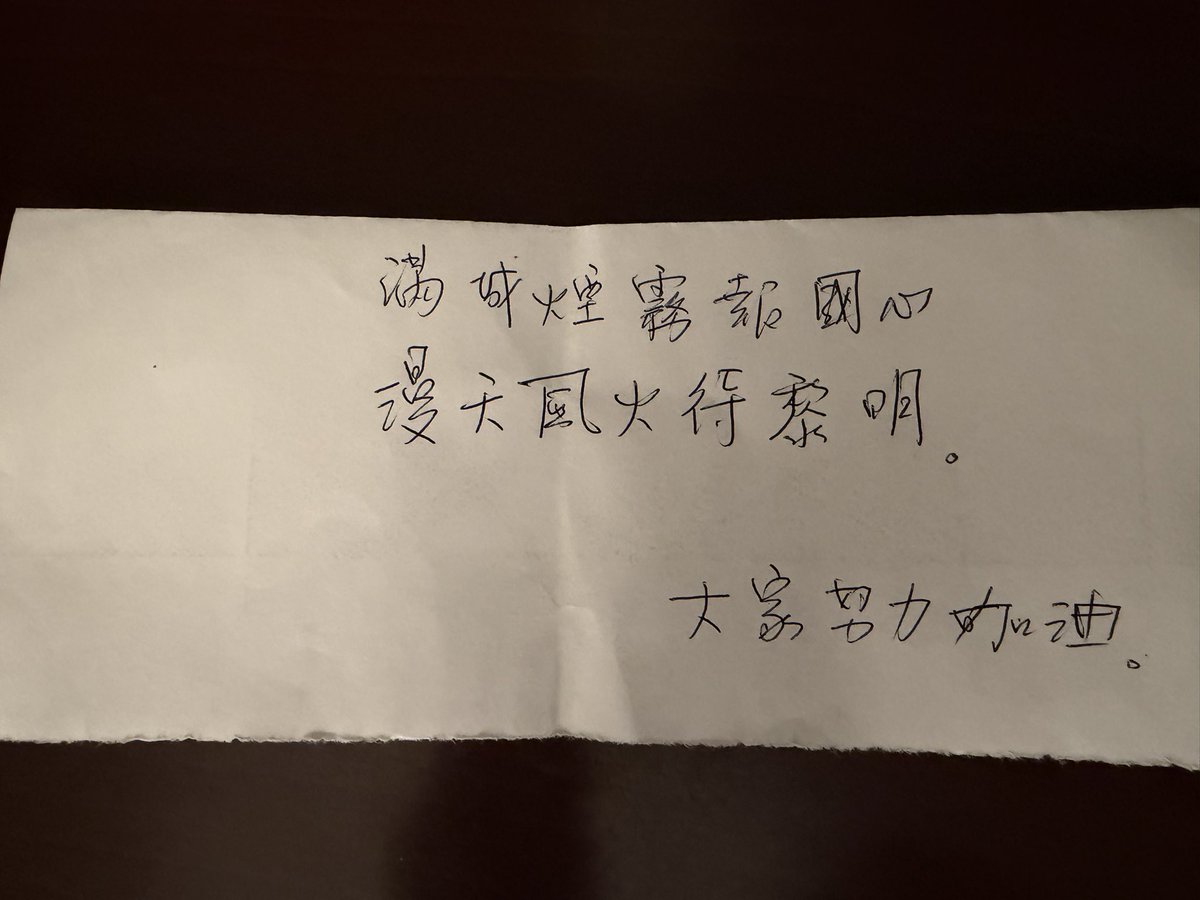 滿城煙霧報國心
漫天風火待黎明。
大家努力加油。